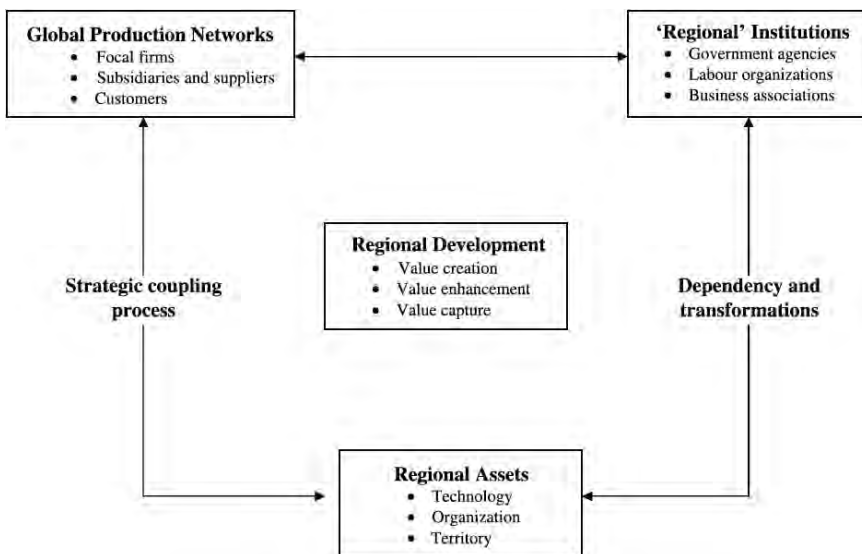 Global Production Networks
• Focal firms
• Subsidiaries and suppliers
• Customers
‘Regional’ Institutions
• Government agencies
• Labour organizations
• Business associations
Regional Development
• Value creation
• Value enhancement
• Value capture
Strategic coupling
process
Dependency and
transformations
Regional Assets
• Technology
• Organization
• Territory